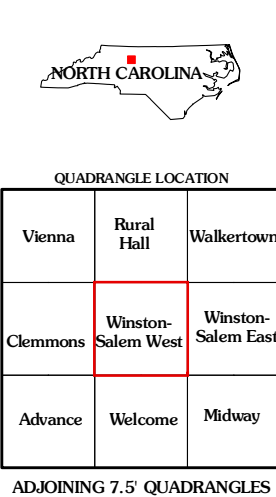 NORTH CAROLINA
QUADRANGLE LOCATION
Vienna
Rural
Hall
Walkertown
Clemmons
Winston-
Salem West
Winston-
Salem East
Advance
Welcome
Midway
ADJOINING 7.5' QUADRANGLES